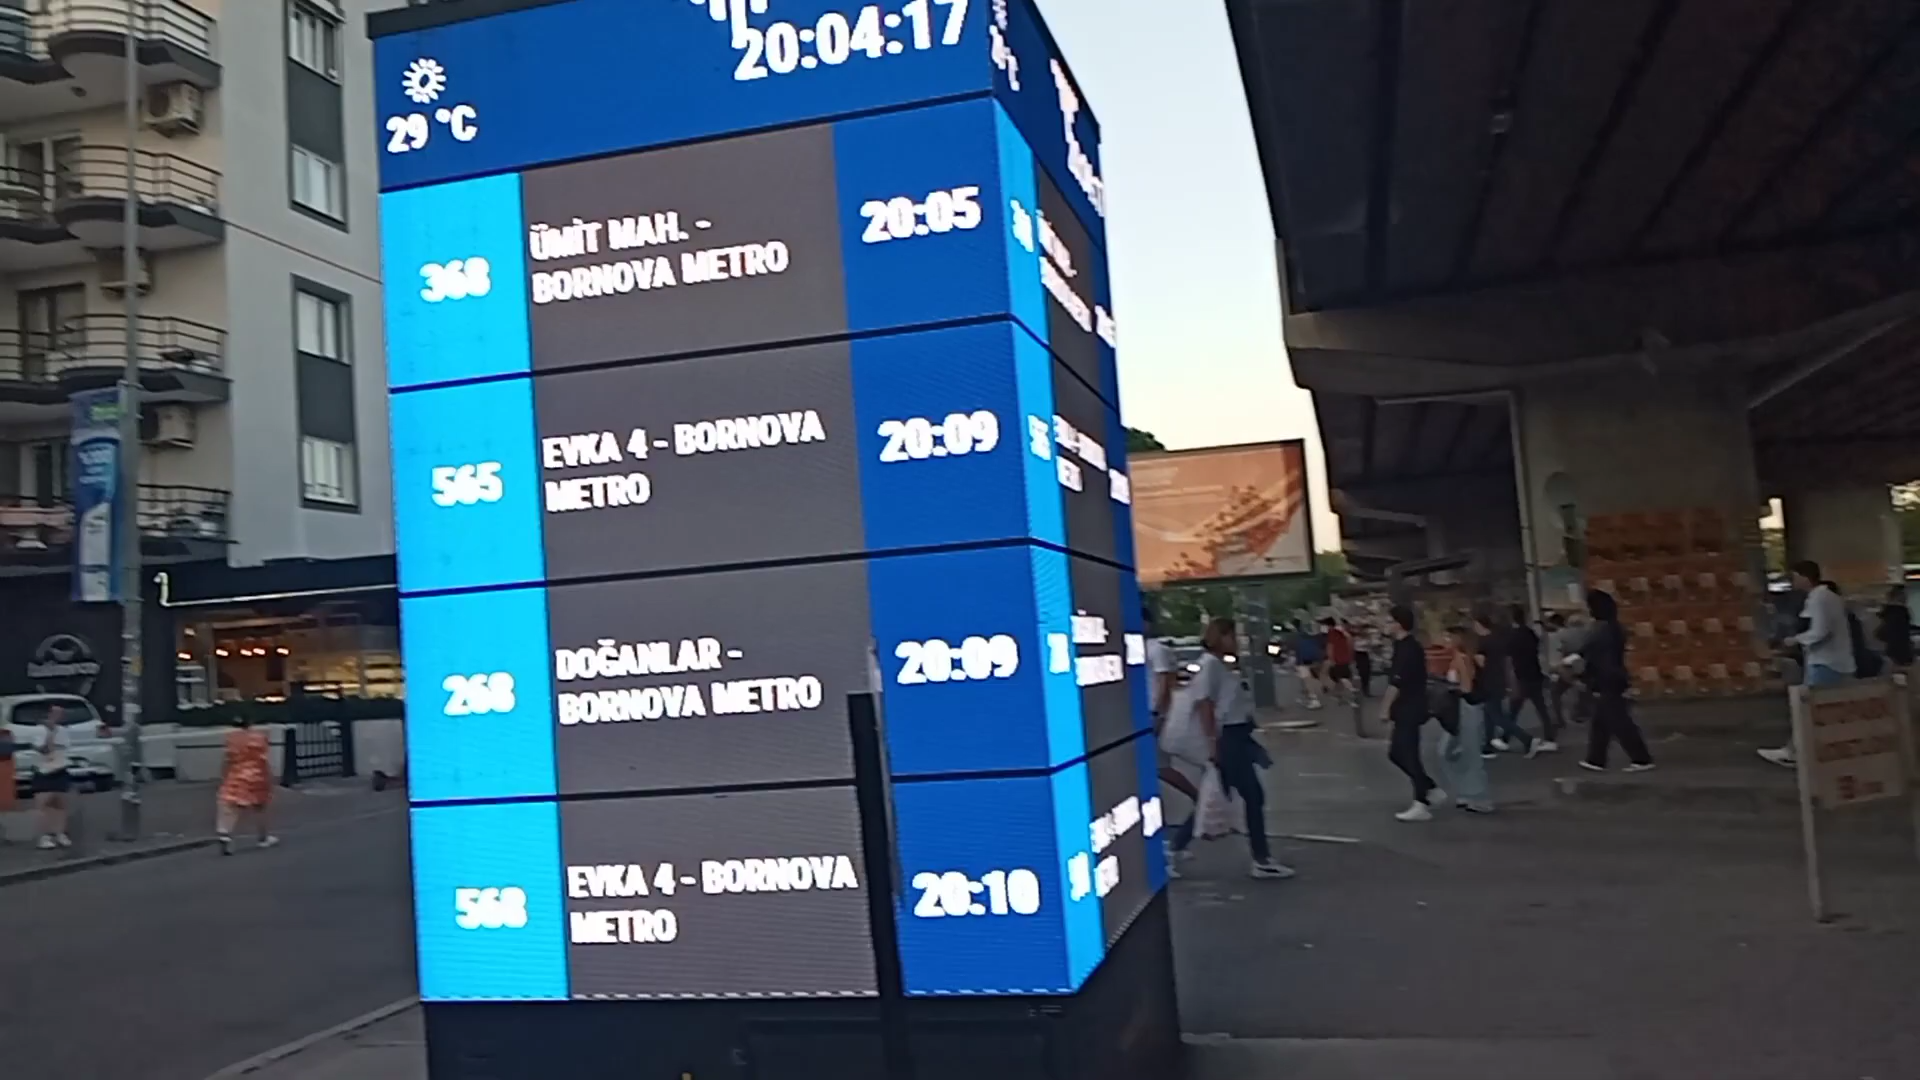 20:04:17
29 °C
368
ÜMİT MAH. -
BORNOVA METRO
20:05
565
EVKA 4 - BORNOVA
METRO
20:09
268
DOĞANLAR -
BORNOVA METRO
20:09
568
EVKA 4 - BORNOVA
METRO
20:10